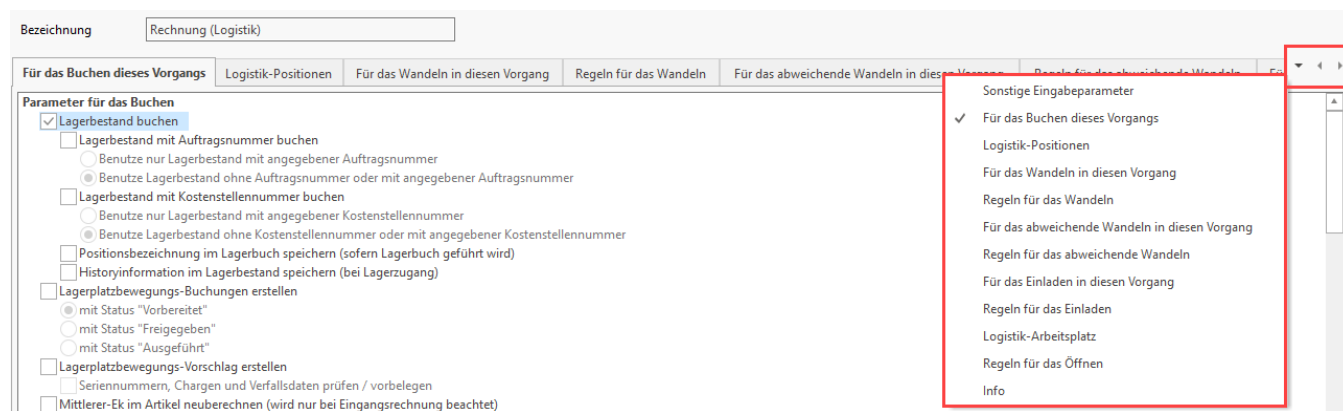 Bezeichnung
Rechnung (Logistik)
Für das Buchen dieses Vorgangs
Logistik-Positionen
Für das Wandeln in diesen Vorgang
Regeln für das Wandeln
Für das abweichende Wandeln in diesen Vorgang
Regeln für das abweichende Wandeln
Für
Parameter für das Buchen
Lagerbestand buchen
Lagerbestand mit Auftragsnummer buchen
Benutze nur Lagerbestand mit angegebener Auftragsnummer
Benutze Lagerbestand ohne Auftragsnummer oder mit angegebener Auftragsnummer
Lagerbestand mit Kostenstellennummer buchen
Benutze nur Lagerbestand mit angegebener Kostenstellennummer
Benutze Lagerbestand ohne Kostenstellennummer oder mit angegebener Kostenstellennummer
Positionsbezeichnung im Lagerbuch speichern (sofern Lagerbuch geführt wird)
Historyinformation im Lagerbestand speichern (bei Lagerzugang)
Lagerplatzbewegungs-Buchungen erstellen
mit Status "Vorbereitet"
mit Status "Freigegeben"
mit Status "Ausgeführt"
Lagerplatzbewegungs-Vorschlag erstellen
Seriennummern, Chargen und Verfallsdaten prüfen / vorbelegen
Mittlerer-Ek im Artikel neuberechnen (wird nur bei Eingangsrechnung beachtet)
Sonstige Eingabeparameter
Für das Buchen dieses Vorgangs
Logistik-Positionen
Für das Wandeln in diesen Vorgang
Regeln für das Wandeln
Für das abweichende Wandeln in diesen Vorgang
Regeln für das abweichende Wandeln
Für das Einladen in diesen Vorgang
Regeln für das Einladen
Logistik-Arbeitsplatz
Regeln für das Öffnen
Info